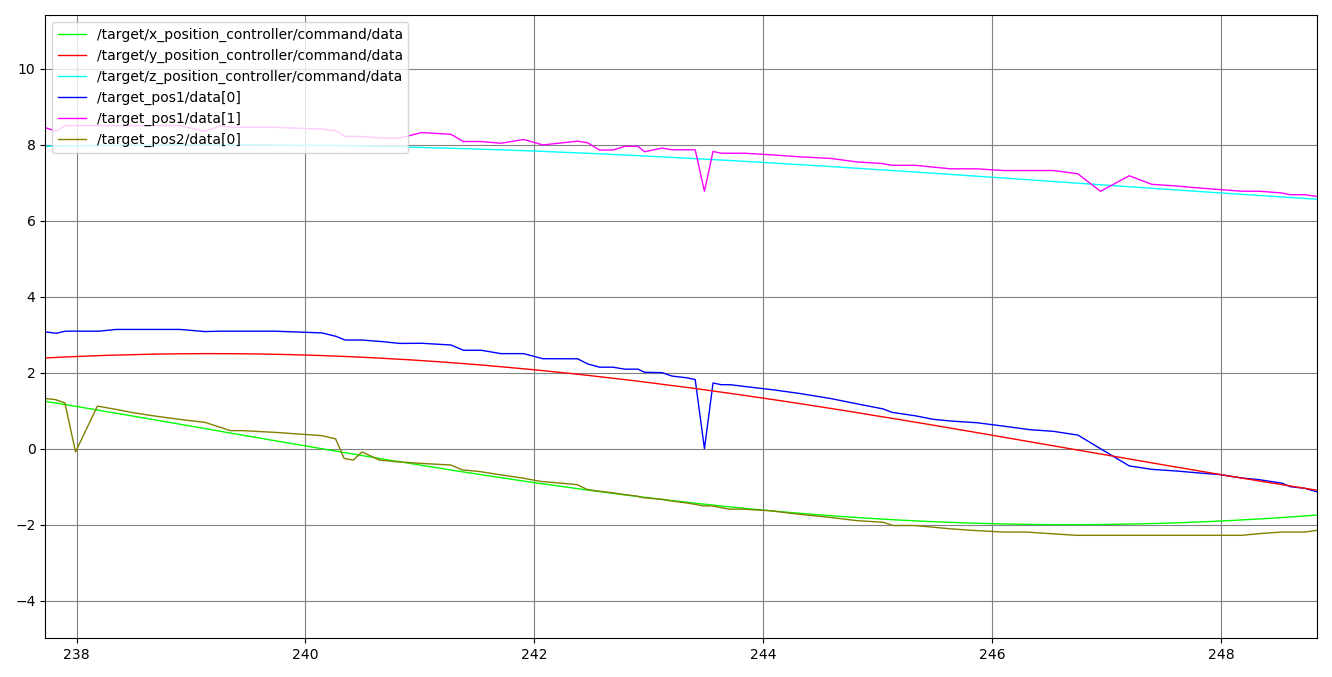 /target/x_position_controller/command/data
/target/y_position_controller/command/data
/target/z_position_controller/command/data
/target_pos1/data[0]
/target_pos1/data[1]
/target_pos2/data[0]
10
8
6
4
2
0
−2
−4
238 240 242 244 246 248